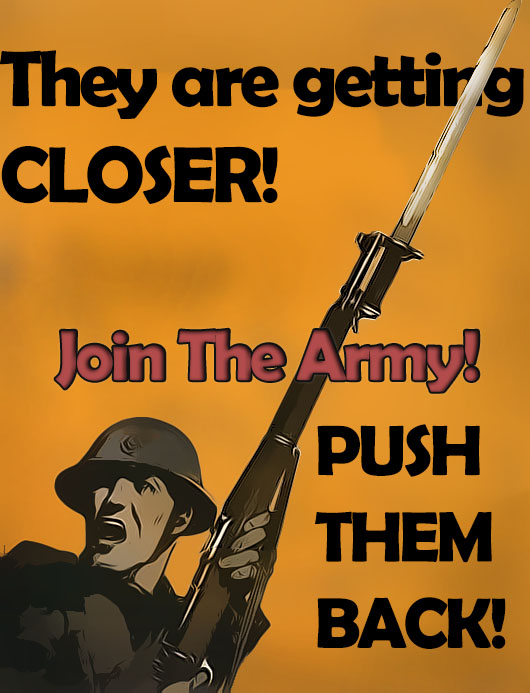 They are getting
CLOSER!
Join The Army!
PUSH
THEM
BACK!